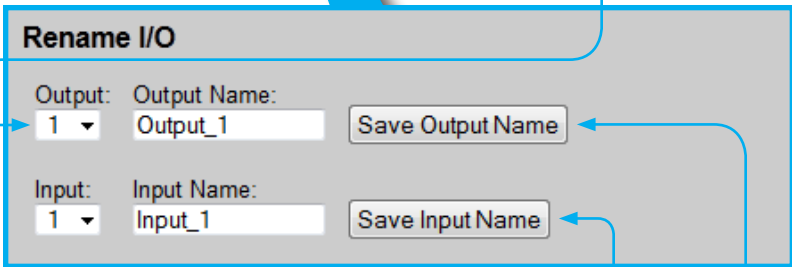 Rename I/O
Output: Output Name:
1 Output_1 Save Output Name
Input: Input Name:
1 Input_1 Save Input Name